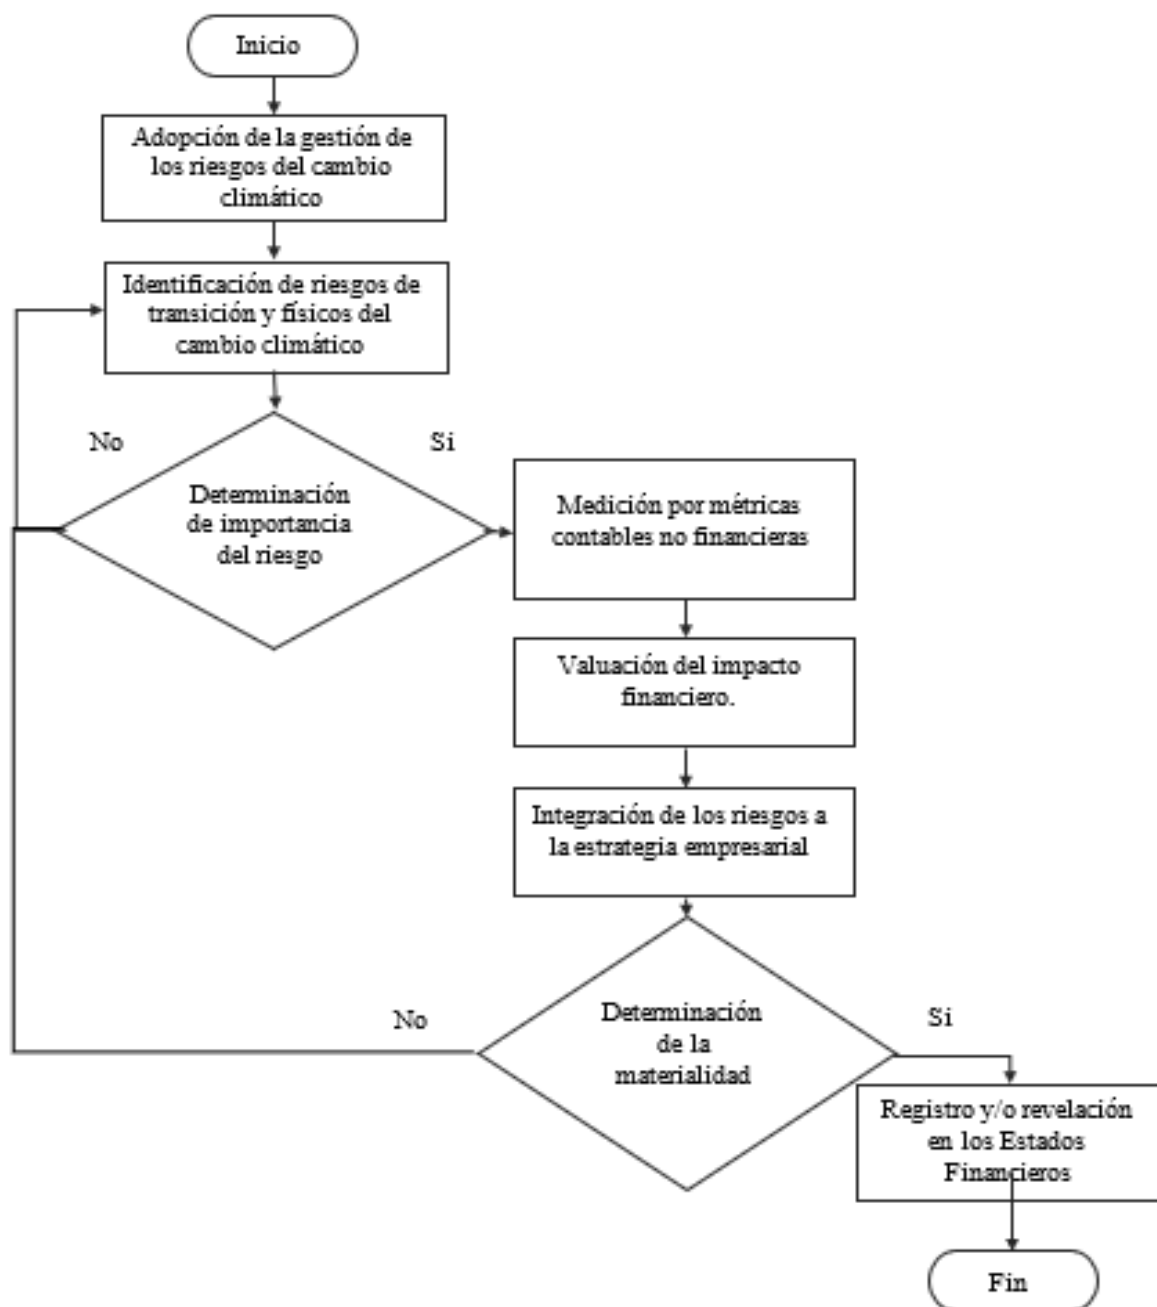 Inicio
Adopción de la gestión de
los riesgos del cambio
climático
Identificación de riesgos de
transición y físicos del
cambio climático
No
Si
Determinación
de importancia
del riesgo
Medición por métricas
contables no financieras
Valuación del impacto
financiero.
Integración de los riesgos a
la estrategia empresarial
No
Si
Determinación
de la
materialidad
Registro y/o revelación
en los Estados
Financieros
Fin